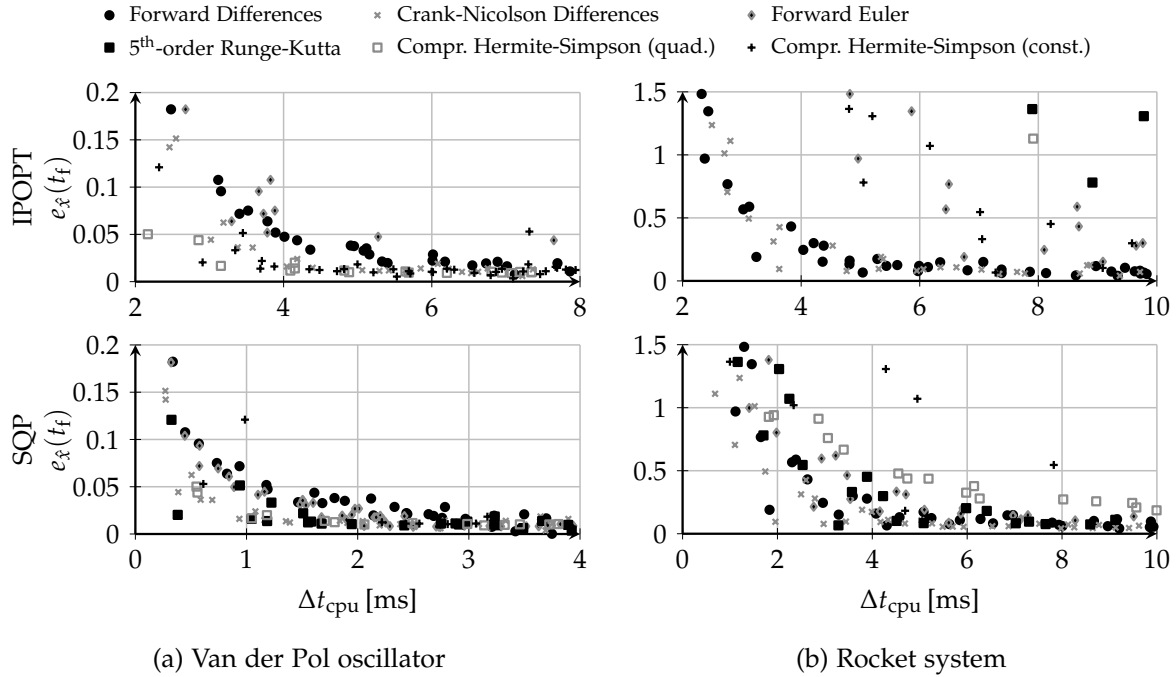 Forward Differences Crank-Nicolson Differences Forward Euler
5th-order Runge-Kutta Compr. Hermite-Simpson (quad.) Compr. Hermite-Simpson (const.)
IPOPT
e_x̂(t_f)
0.2
0.15
0.1
0.05
0
2 4 6 8
1.5
1
0.5
0
2 4 6 8 10
SQP
e_x̂(t_f)
0.2
0.15
0.1
0.05
0
0 1 2 3 4
Δt_cpu [ms]
1.5
1
0.5
0
0 2 4 6 8 10
Δt_cpu [ms]
(a) Van der Pol oscillator
(b) Rocket system